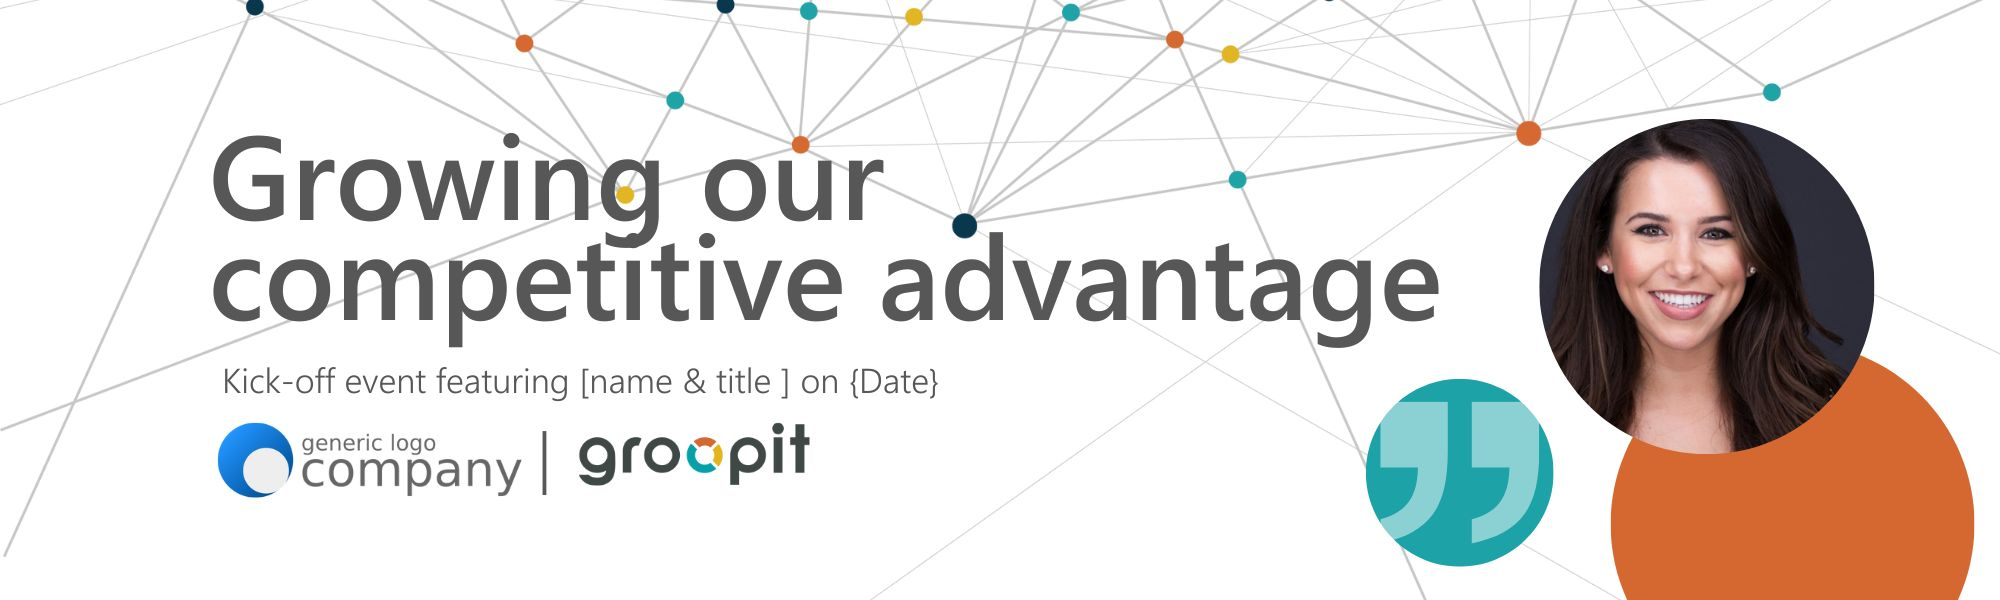 Growing our
competitive advantage
Kick-off event featuring [name & title ] on {Date}
generic logo
company
groopit